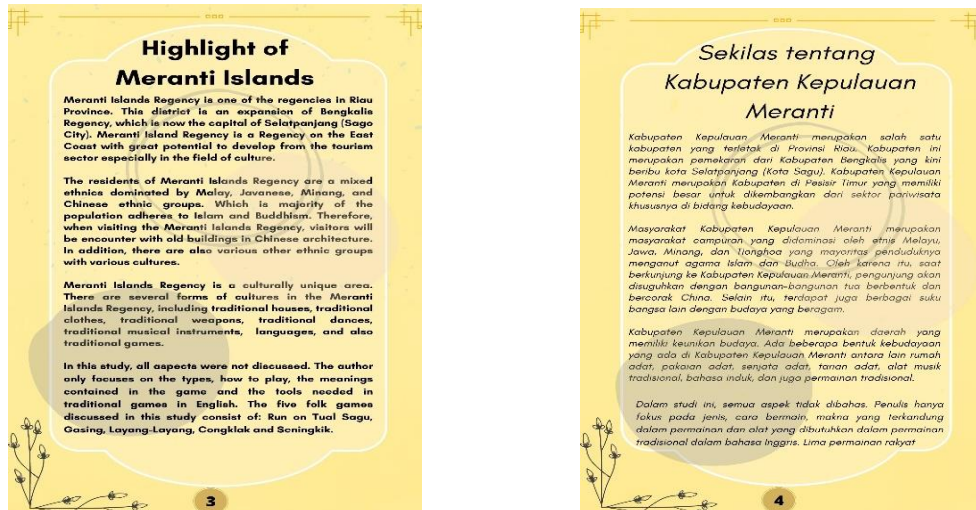 Highlight of
Meranti Islands
Meranti Islands Regency is one of the regencies in Riau
Province. This district is an expansion of Bengkalis
Regency, which is now the capital of Selatpanjang (Sago
City). Meranti Island Regency is a Regency on the East
Coast with great potential to develop from the tourism
sector especially in the field of culture.
The residents of Meranti Islands Regency are a mixed
ethnics dominated by Malay, Javanese, Minang, and
Chinese ethnic groups. Which is majority of the
population adheres to Islam and Buddhism. Therefore,
when visiting the Meranti Islands Regency, visitors will
be encounter with old buildings in Chinese architecture.
In addition, there are also various other ethnic groups
with various cultures.
Meranti Islands Regency is a culturally unique area.
There are several forms of cultures in the Meranti
Islands Regency, including traditional houses, traditional
clothes, traditional weapons, traditional dances,
traditional musical instruments, languages, and also
traditional games.
In this study, all aspects were not discussed. The author
only focuses on the types, how to play, the meanings
contained in the game and the tools needed in
traditional games in English. The five folk games
discussed in this study consist of: Run on Tual Sagu,
Gasing, Layang-Layang, Congklak and Seningkik.
3
Sekilas tentang
Kabupaten Kepulauan
Meranti
Kabupaten Kepulauan Meranti merupakan salah satu
kabupaten yang terletak di Provinsi Riau. Kabupaten ini
merupakan pemekaran dari Kabupaten Bengkalis yang kini
beribu kota Selatpanjang (Kota Sagu). Kabupaten Kepulauan
Meranti merupakan Kabupaten di Pesisir Timur yang memiliki
potensi besar untuk dikembangkan dari sektor pariwisata
khususnya di bidang kebudayaan.
Masyarakat Kabupaten Kepulauan Meranti merupakan
masyarakat campuran yang didominasi oleh etnis Melayu,
Jawa, Minang, dan Tionghoa yang mayoritas penduduknya
menganut agama Islam dan Budha. Oleh karena itu, saat
berkunjung ke Kabupaten Kepulauan Meranti, pengunjung akan
disuguhkan dengan bangunan-bangunan tua berbentuk dan
bercorak China. Selain itu, terdapat juga berbagai suku
bangsa lain dengan budaya yang beragam.
Kabupaten Kepulauan Meranti merupakan daerah yang
memiliki keunikan budaya. Ada beberapa bentuk kebudayaan
yang ada di Kabupaten Kepulauan Meranti antara lain rumah
adat, pakaian adat, senjata adat, tarian adat, alat musik
tradisional, bahasa induk, dan juga permainan tradisional.
Dalam studi ini, semua aspek tidak dibahas. Penulis hanya
fokus pada jenis, cara bermain, makna yang terkandung
dalam permainan dan alat yang dibutuhkan dalam permainan
tradisional dalam bahasa Inggris. Lima permainan rakyat
4